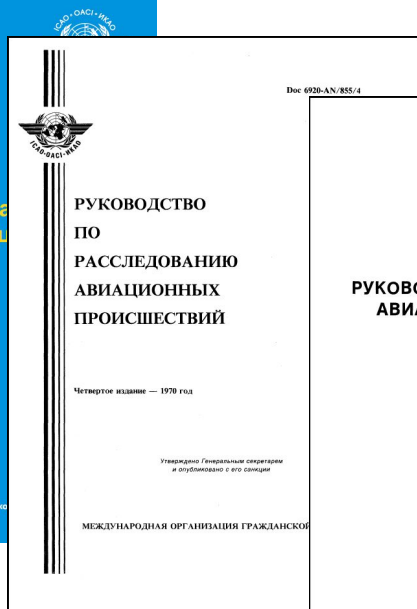 ICAO·OACI·ИКАО
Doc 6920-AN/855/4
ICAO-OACI-ИКАО
РУКОВОДСТВО
ПО
РАССЛЕДОВАНИЮ
АВИАЦИОННЫХ
ПРОИСШЕСТВИЙ
РУКОВО
АВИА
Четвертое издание — 1970 год
Утверждено Генеральным секретарем
и опубликовано с его санкции
МЕЖДУНАРОДНАЯ ОРГАНИЗАЦИЯ ГРАЖДАНСКОЙ